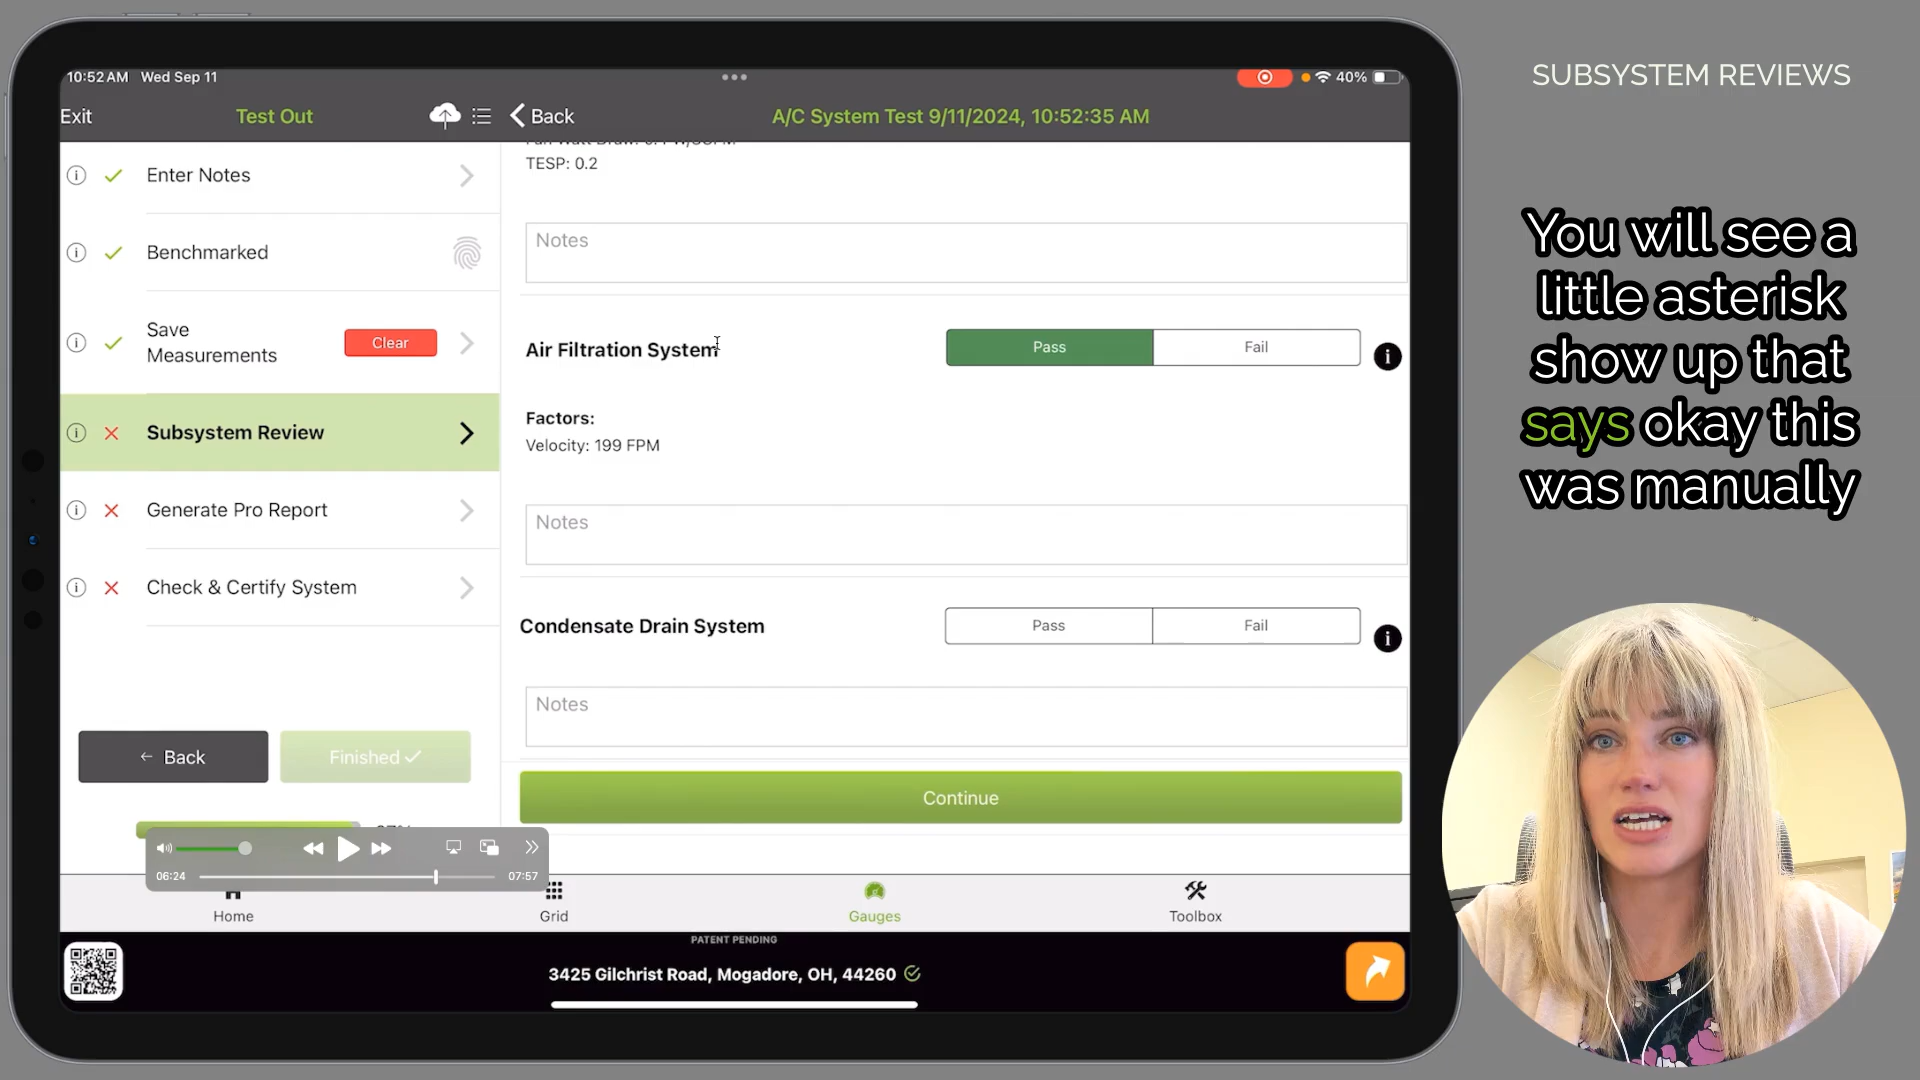 10:52 AM Wed Sep 11
40%
SUBSYSTEM REVIEWS
Exit
Test Out
Back
A/C System Test 9/11/2024, 10:52:35 AM
TESP: 0.2
Enter Notes
Notes
Benchmarked
Save
Measurements
Clear
Air Filtration System
Pass
Fail
Factors:
Velocity: 199 FPM
Subsystem Review
Generate Pro Report
Notes
Check & Certify System
Condensate Drain System
Pass
Fail
Notes
← Back
Finished
Continue
06:24
07:57
Home
Grid
Gauges
Toolbox
PATENT PENDING
3425 Gilchrist Road, Mogadore, OH, 44260
You will see a
little asterisk
show up that
says okay this
was manually